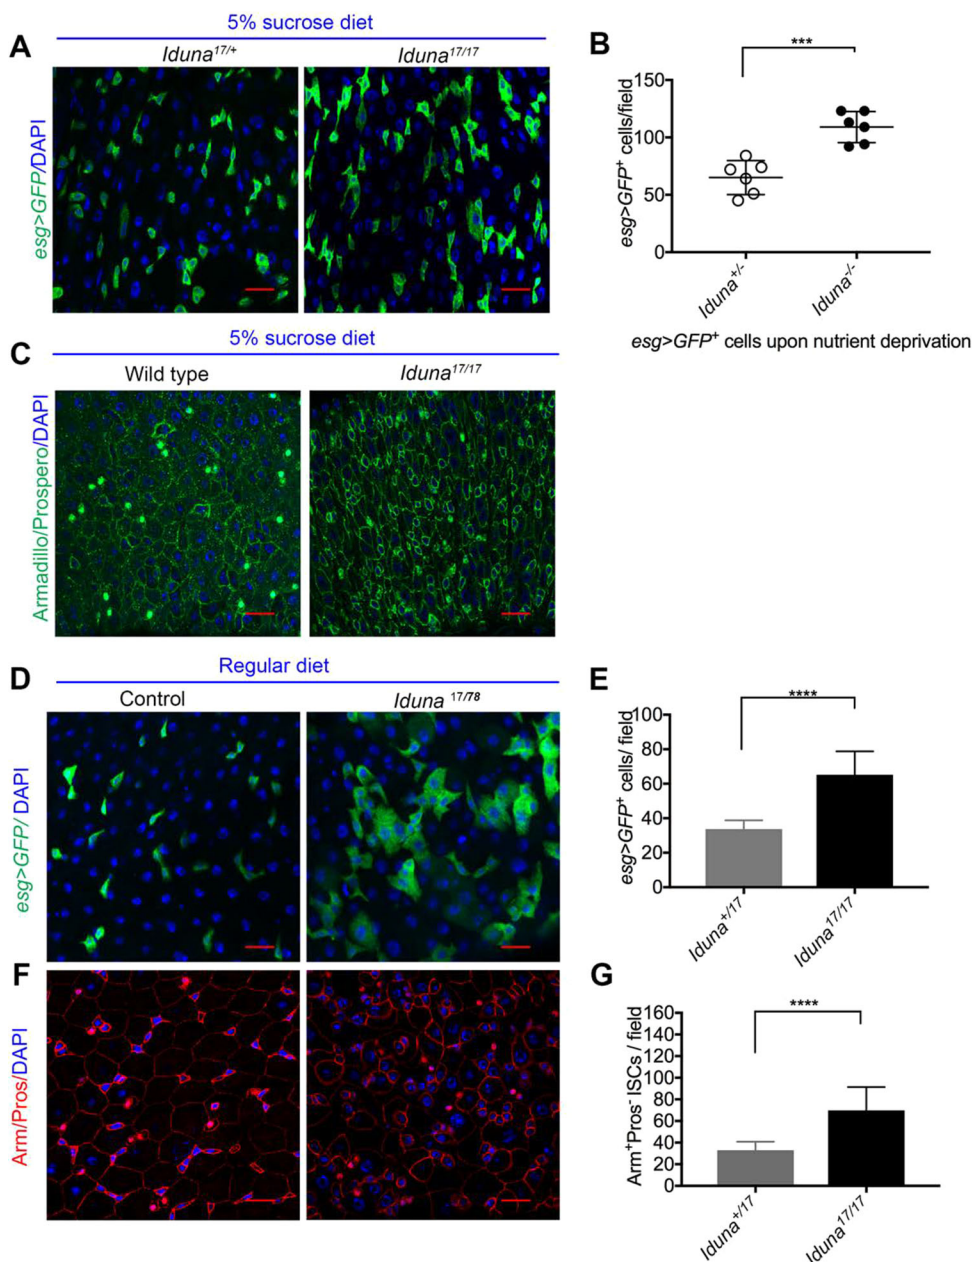 A
5% sucrose diet
Iduna17/+
Iduna17/17
esg>GFP/DAPI
B
***
esg>GFP+ cells/field
150
100
50
0
Iduna+/-
Iduna-/-
esg>GFP+ cells upon nutrient deprivation
C
5% sucrose diet
Wild type
Iduna17/17
Armadillo/Prospero/DAPI
D
Regular diet
Control
Iduna 17/78
esg>GFP/ DAPI
E
****
esg>GFP+ cells/ field
100
80
60
40
20
0
Iduna+/17
Iduna17/17
F
Arm/Pros/DAPI
G
****
Arm+Pros- ISCs / field
160
140
120
100
80
60
40
20
0
Iduna+/17
Iduna17/17